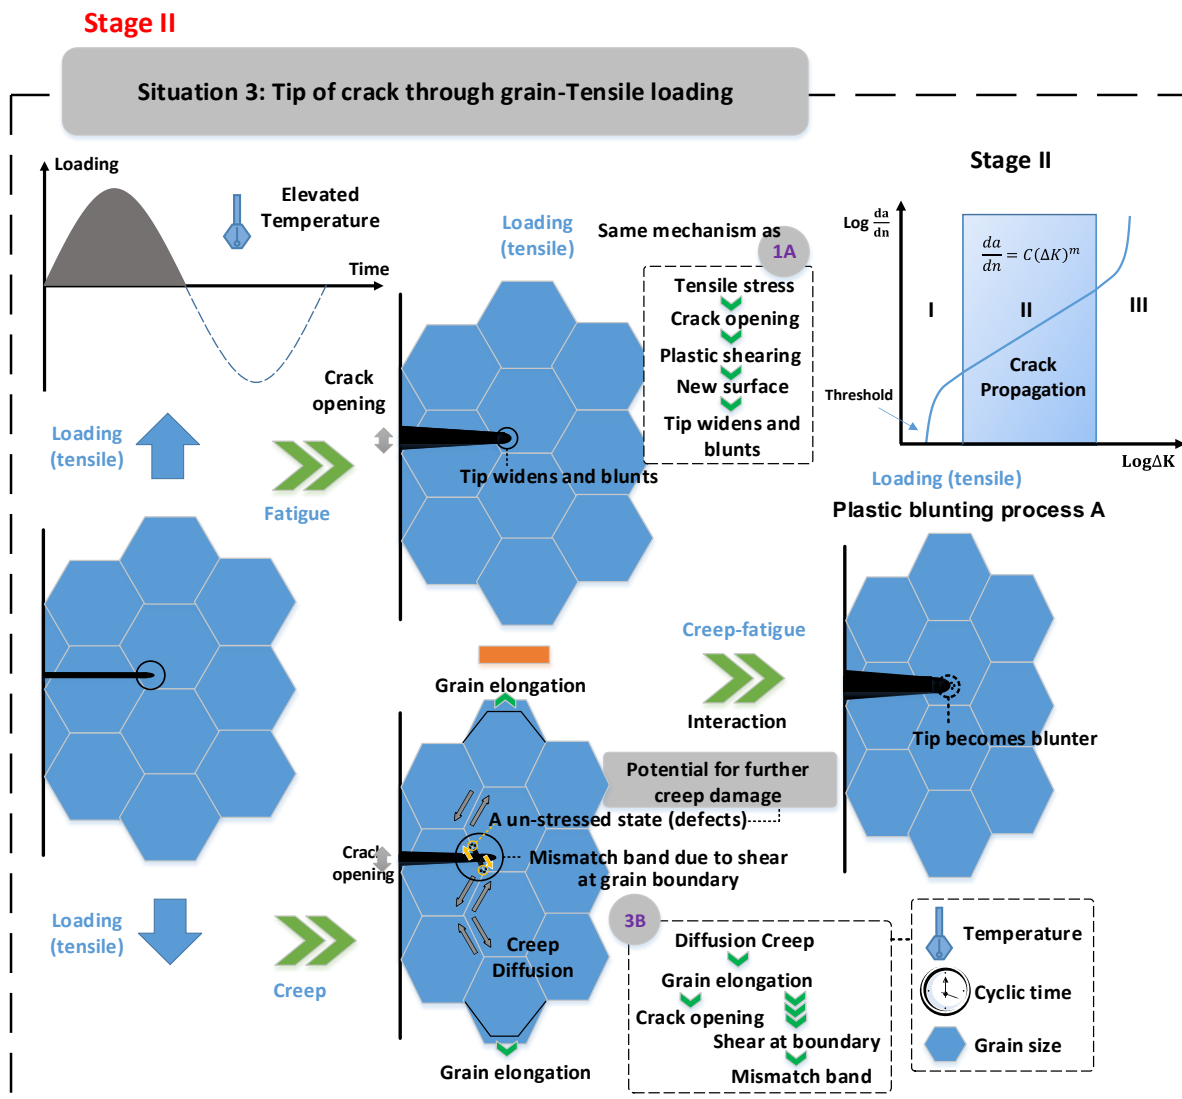 Stage II
Situation 3: Tip of crack through grain-Tensile loading
Loading
Elevated
Temperature
Time
Loading
(tensile)
Same mechanism as
1A
Tensile stress
Crack opening
Plastic shearing
New surface
Tip widens and
blunts
Stage II
Log da/dn
da/dn = C(ΔK)^m
I
II
III
Crack
Propagation
Threshold
LogΔK
Crack
opening
Loading
(tensile)
Fatigue
Tip widens and blunts
Loading (tensile)
Plastic blunting process A
Creep-fatigue
Interaction
Tip becomes blunter
Grain elongation
Potential for further
creep damage
A un-stressed state (defects)
Mismatch band due to shear
at grain boundary
Crack
opening
Loading
(tensile)
Creep
Creep
Diffusion
Grain elongation
3B
Diffusion Creep
Grain elongation
Crack opening
Shear at boundary
Mismatch band
Temperature
Cyclic time
Grain size